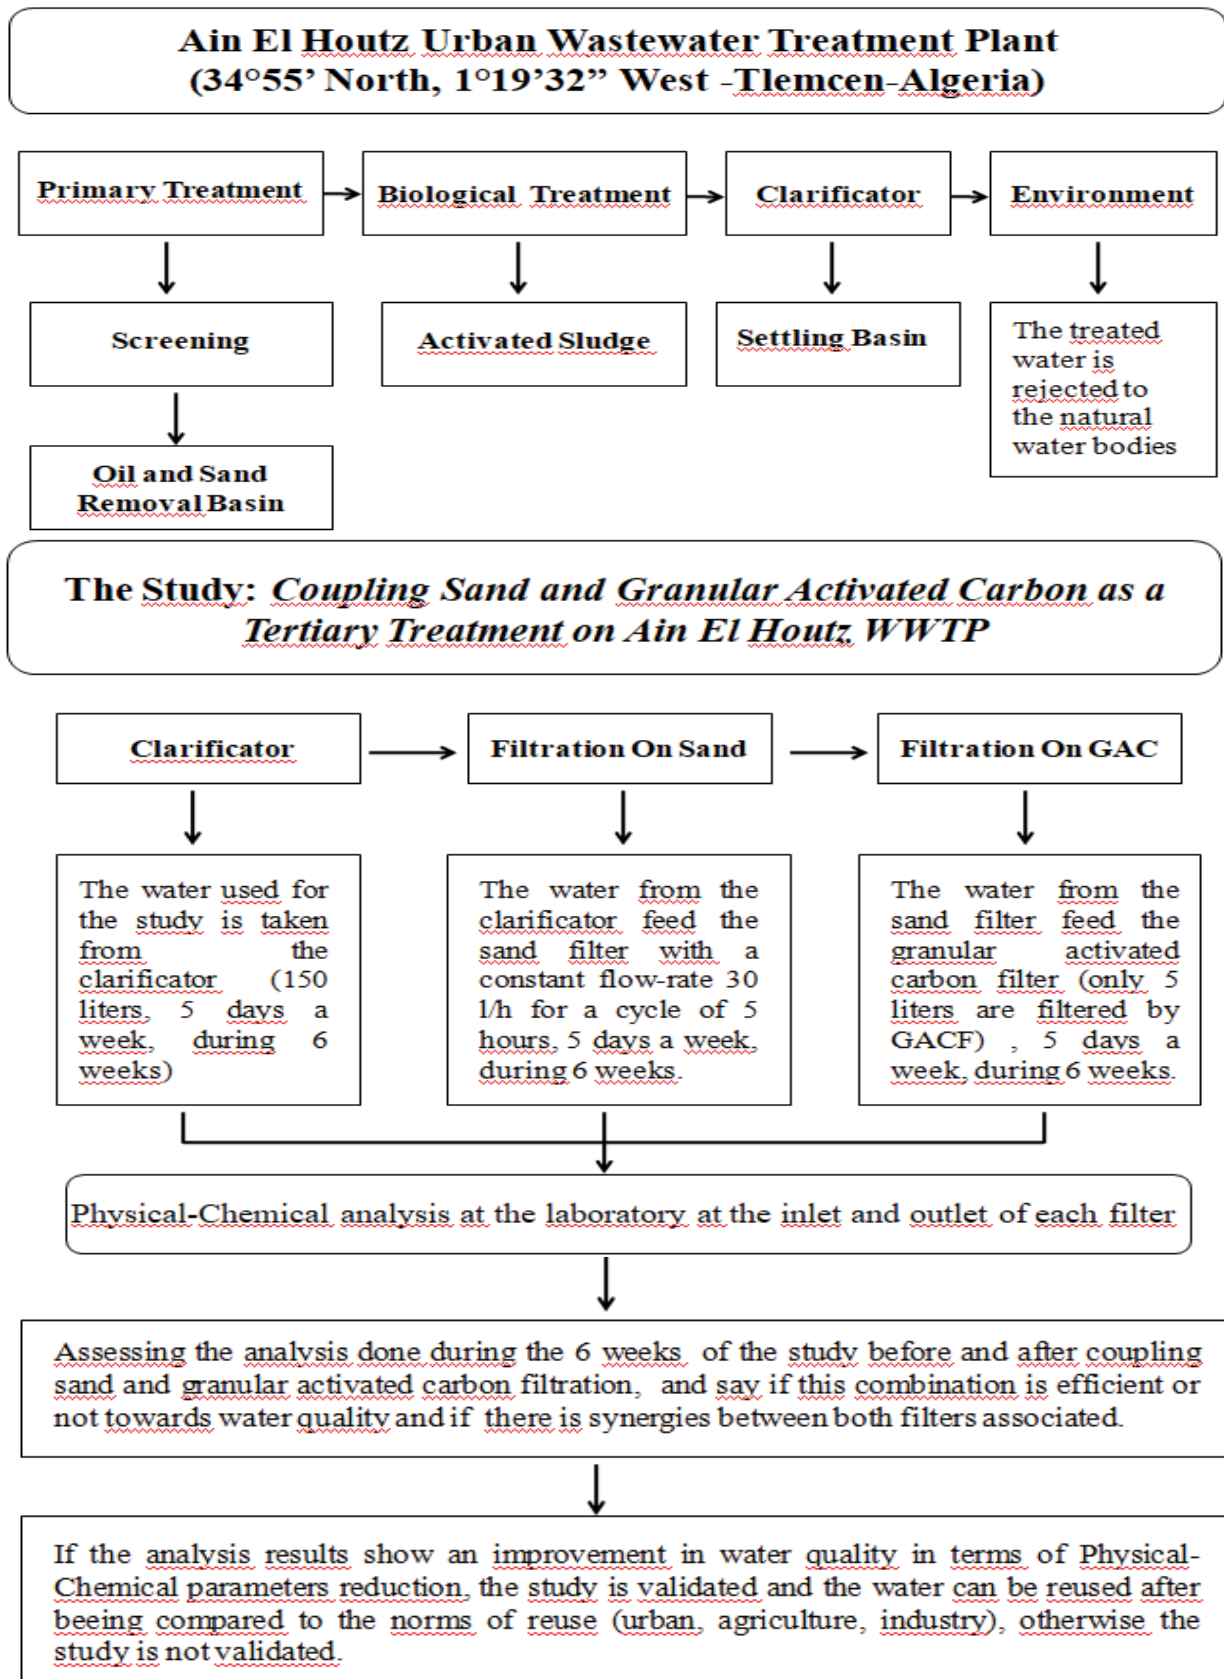 Ain El Houtz Urban Wastewater Treatment Plant
(34°55’ North, 1°19’32” West -Tlemcen-Algeria)
Primary Treatment
Biological Treatment
Clarificator
Environment
Screening
Activated Sludge
Settling Basin
The treated
water is
rejected to
the natural
water bodies
Oil and Sand
Removal Basin
The Study: Coupling Sand and Granular Activated Carbon as a
Tertiary Treatment on Ain El Houtz WWTP
Clarificator
Filtration On Sand
Filtration On GAC
The water used for
the study is taken
from the
clarificator (150
liters, 5 days a
week, during 6
weeks)
The water from the
clarificator feed the
sand filter with a
constant flow-rate 30
l/h for a cycle of 5
hours, 5 days a week,
during 6 weeks.
The water from the
sand filter feed the
granular activated
carbon filter (only 5
liters are filtered by
GACF) , 5 days a
week, during 6 weeks.
Physical-Chemical analysis at the laboratory at the inlet and outlet of each filter
Assessing the analysis done during the 6 weeks of the study before and after coupling
sand and granular activated carbon filtration, and say if this combination is efficient or
not towards water quality and if there is synergies between both filters associated.
If the analysis results show an improvement in water quality in terms of Physical-
Chemical parameters reduction, the study is validated and the water can be reused after
beeing compared to the norms of reuse (urban, agriculture, industry), otherwise the
study is not validated.